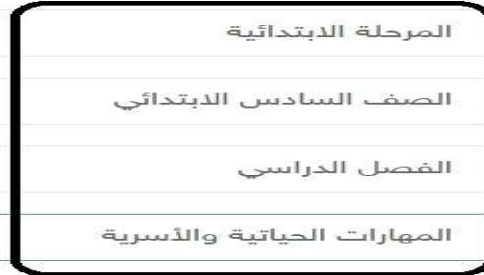 المرحلة الابتدائية
الصف السادس الابتدائي
الفصل الدراسي
المهارات الحياتية والأسرية